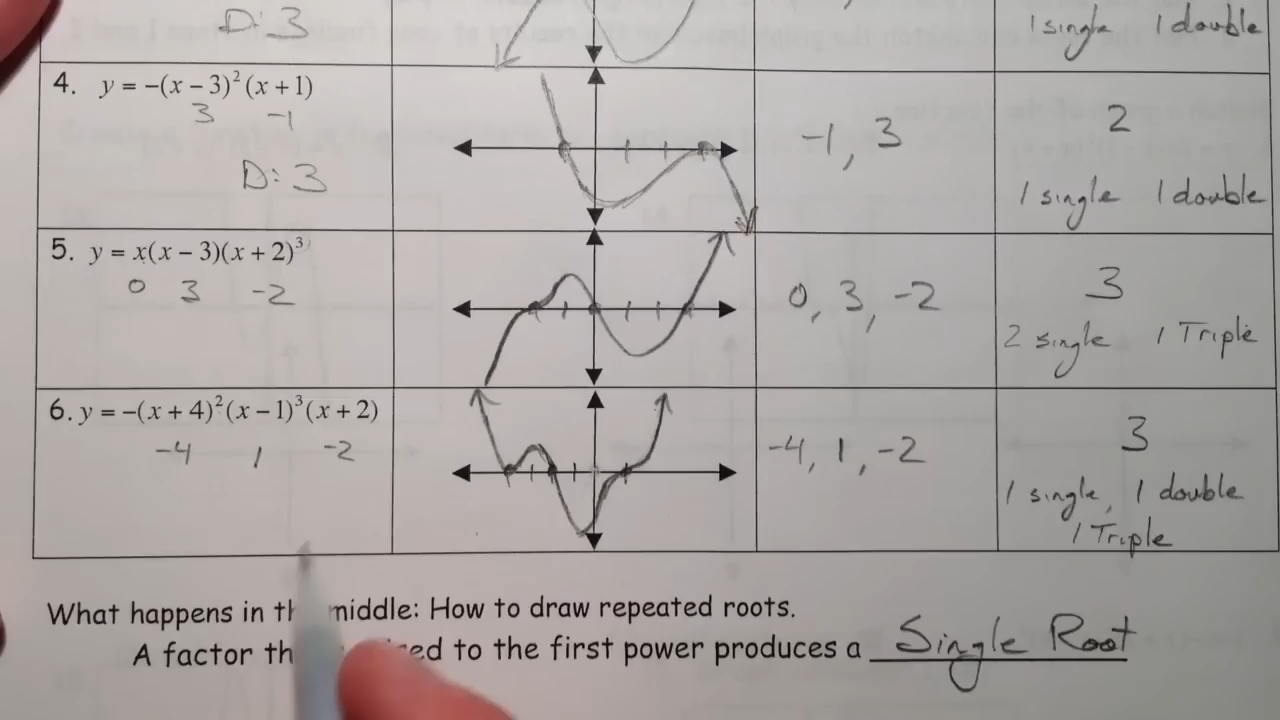 D: 3
1 single 1 double
4. y = −(x − 3)²(x + 1)
3 -1
D: 3
-1, 3
2
1 single 1 double
5. y = x(x − 3)(x + 2)³
0 3 -2
0, 3, -2
3
2 single 1 Triple
6. y = −(x + 4)²(x − 1)³(x + 2)
-4 1 -2
-4, 1, -2
3
1 single, 1 double
1 Triple
What happens in middle: How to draw repeated roots.
A factor to the first power produces a Single Root